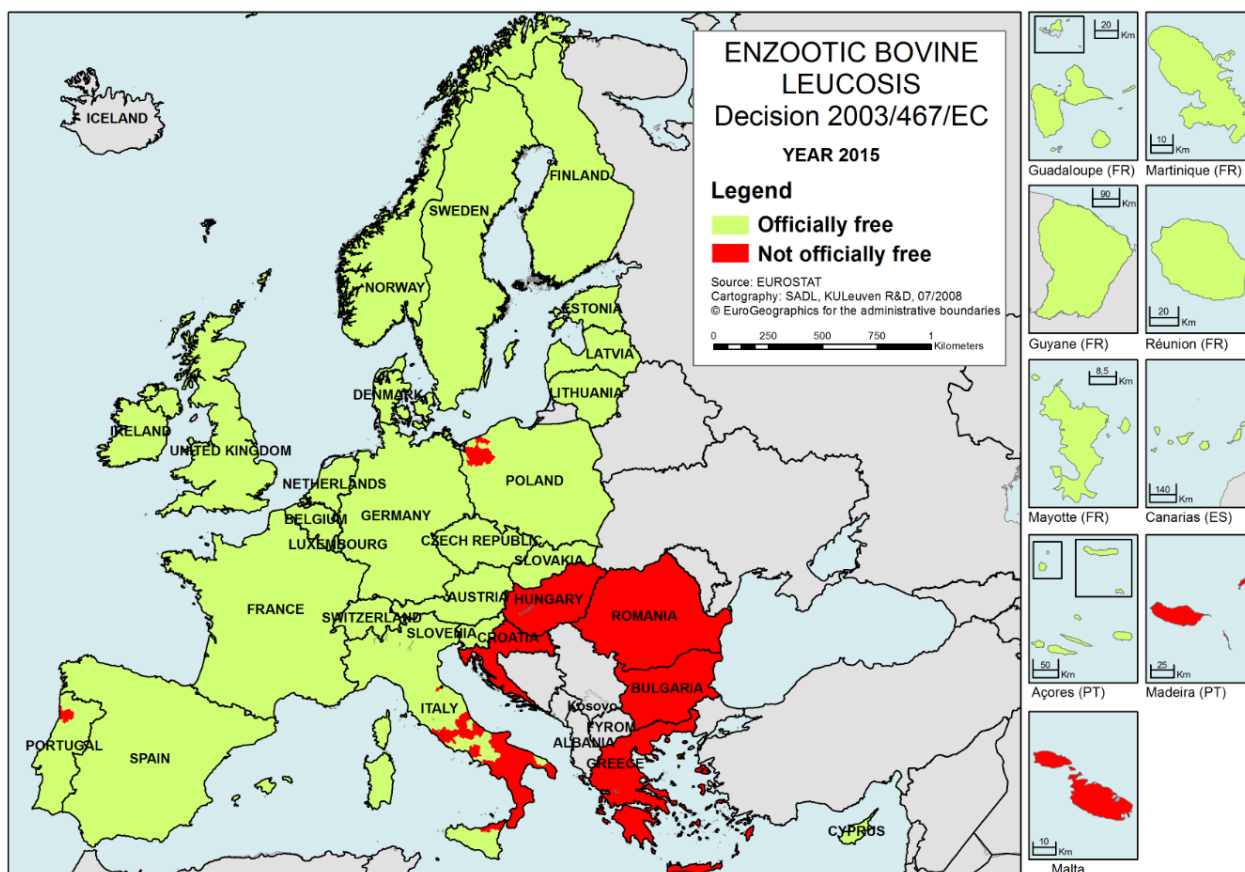 ENZOOTIC BOVINE
LEUCOSIS
Decision 2003/467/EC
YEAR 2015
Legend
Officially free
Not officially free
Source: EUROSTAT
Cartography: SADL, KULeuven R&D, 07/2008
© EuroGeographics for the administrative boundaries
0 250 500 750 1
Kilometers
ICELAND
FINLAND
SWEDEN
NORWAY
ESTONIA
LATVIA
LITHUANIA
DENMARK
IRELAND
UNITED KINGDOM
NETHERLANDS
POLAND
BELGIUM
GERMANY
LUXEMBOURG
CZECH REPUBLIC
SLOVAKIA
AUSTRIA
HUNGARY
FRANCE
SWITZERLAND
ROMANIA
SLOVENIA
CROATIA
BULGARIA
ITALY
Kosovo
FYROM
PORTUGAL
SPAIN
ALBANIA
GREECE
CYPRUS
20
Km
Guadaloupe (FR)
10
Km
Martinique (FR)
90
Km
Guyane (FR)
20
Km
Réunion (FR)
8,5
Km
Mayotte (FR)
140
Km
Canarias (ES)
50
Km
Açores (PT)
25
Km
Madeira (PT)
10
Km
Malta